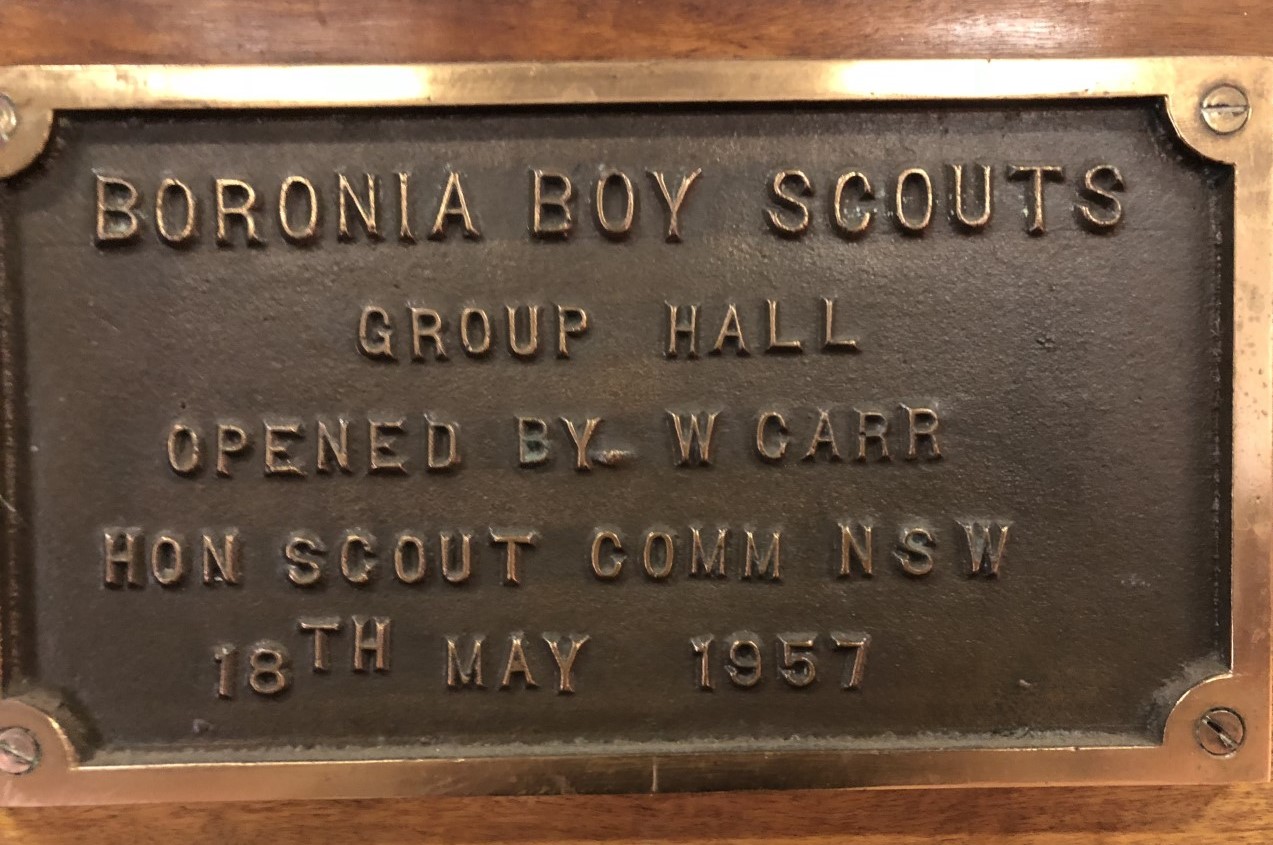 BORONIA BOY SCOUTS
GROUP HALL
OPENED BY W CARR
HON SCOUT COMM NSW
18TH MAY 1957